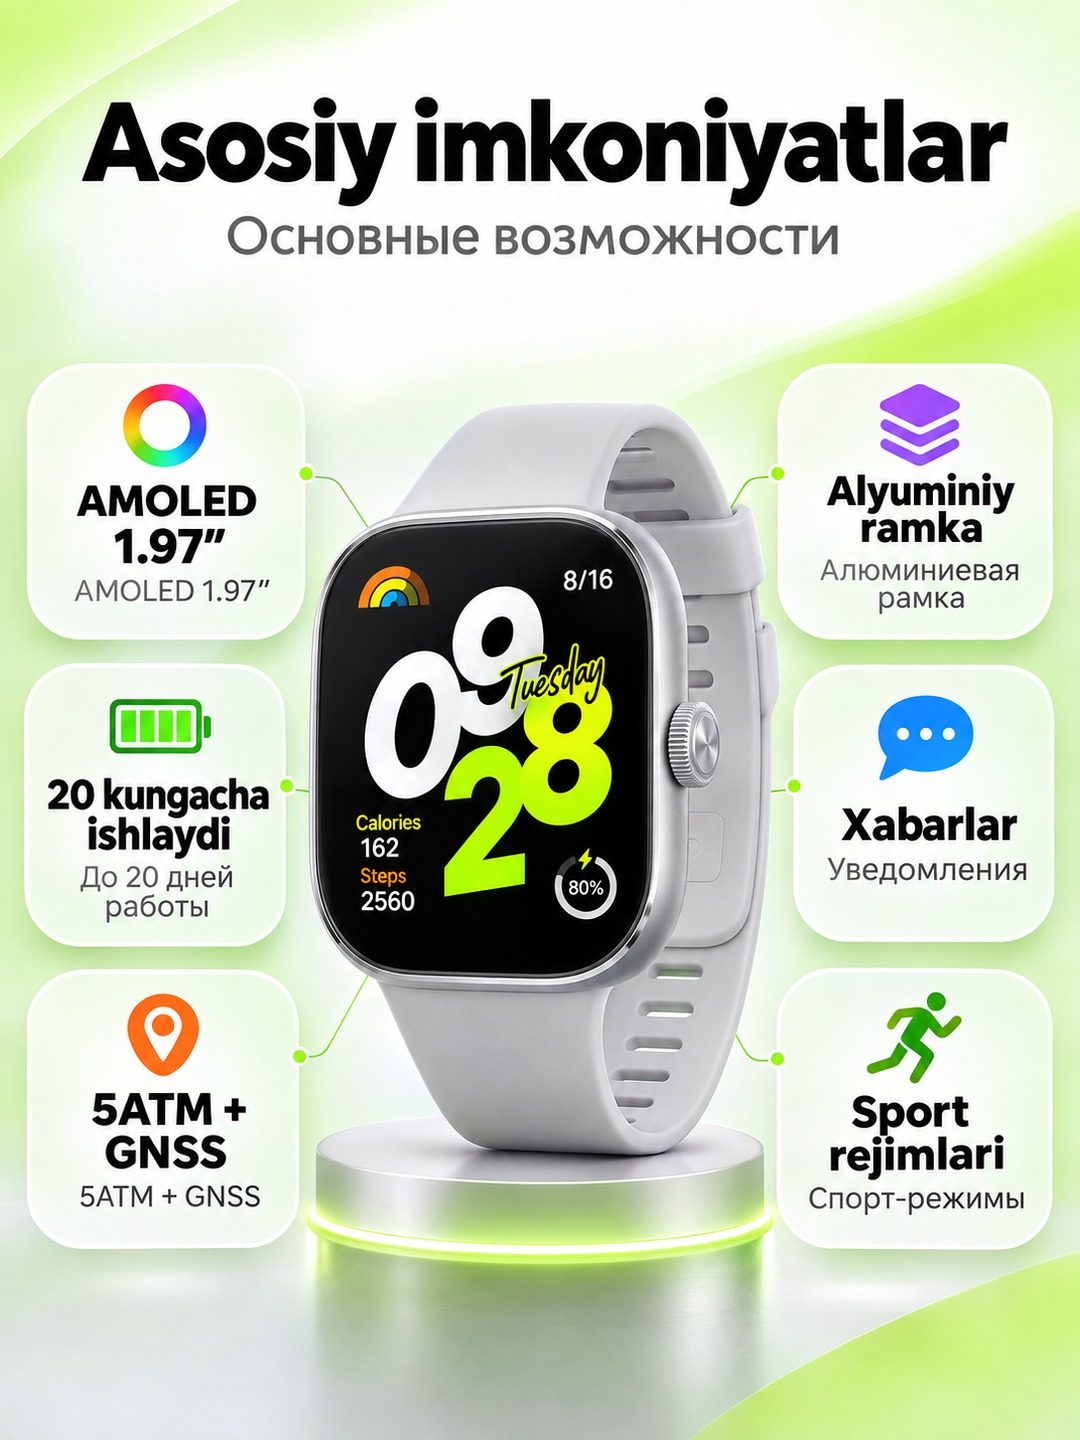 Asosiy imkoniyatlar
Основные возможности
AMOLED
1.97”
AMOLED 1.97”
20 kungacha
ishlaydi
До 20 дней
работы
5ATM +
GNSS
5ATM + GNSS
8/16
09
Tuesday
28
Calories
162
Steps
2560
80%
Alyuminiy
ramka
Алюминиевая
рамка
Xabarlar
Уведомления
Sport
rejimlari
Спорт-режимы